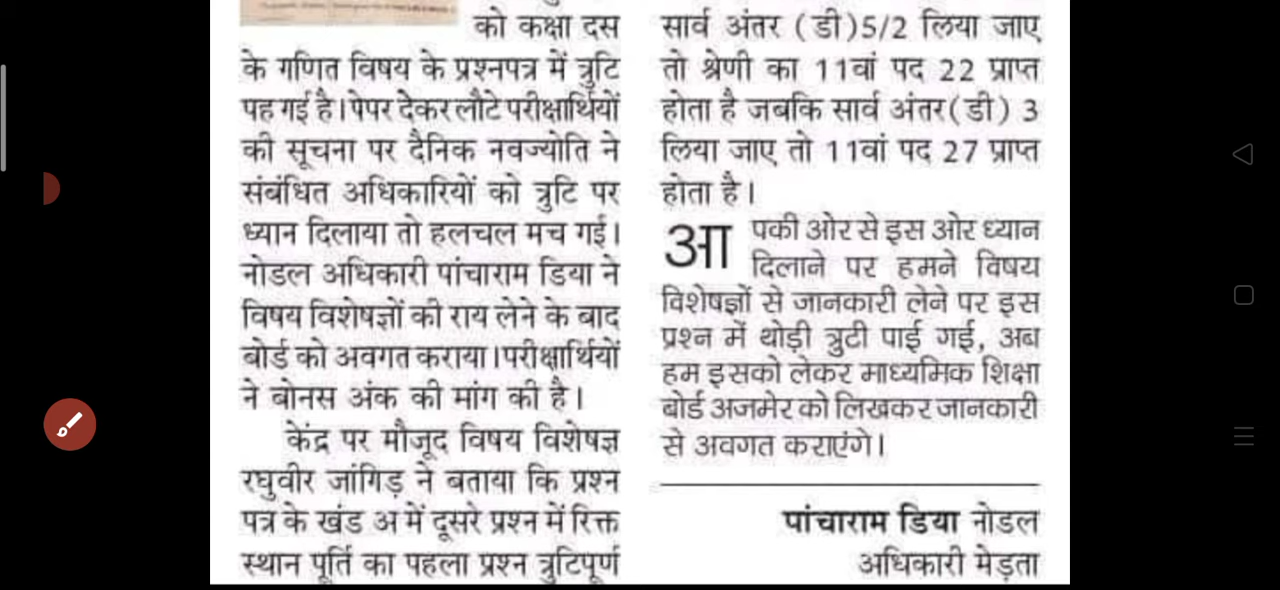 को कक्षा दस
के गणित विषय के प्रश्नपत्र में त्रुटि
पह गई है।पेपर देकर लौटे परीक्षार्थियों
की सूचना पर दैनिक नवज्योति ने
संबंधित अधिकारियों को त्रुटि पर
ध्यान दिलाया तो हलचल मच गई।
नोडल अधिकारी पांचाराम डिया ने
विषय विशेषज्ञों की राय लेने के बाद
बोर्ड को अवगत कराया।परीक्षार्थियों
ने बोनस अंक की मांग की है।
केंद्र पर मौजूद विषय विशेषज्ञ
रघुवीर जांगिड़ ने बताया कि प्रश्न
पत्र के खंड अ में दूसरे प्रश्न में रिक्त
स्थान पूर्ति का पहला प्रश्न त्रुटिपूर्ण
सार्व अंतर (डी)5/2 लिया जाए
तो श्रेणी का 11वां पद 22 प्राप्त
होता है जबकि सार्व अंतर(डी) 3
लिया जाए तो 11वां पद 27 प्राप्त
होता है।
आपकी ओर से इस ओर ध्यान
दिलाने पर हमने विषय
विशेषज्ञों से जानकारी लेने पर इस
प्रश्न में थोड़ी त्रुटी पाई गई, अब
हम इसको लेकर माध्यमिक शिक्षा
बोर्ड अजमेर को लिखकर जानकारी
से अवगत कराएंगे।
पांचाराम डिया नोडल
अधिकारी मेड़ता